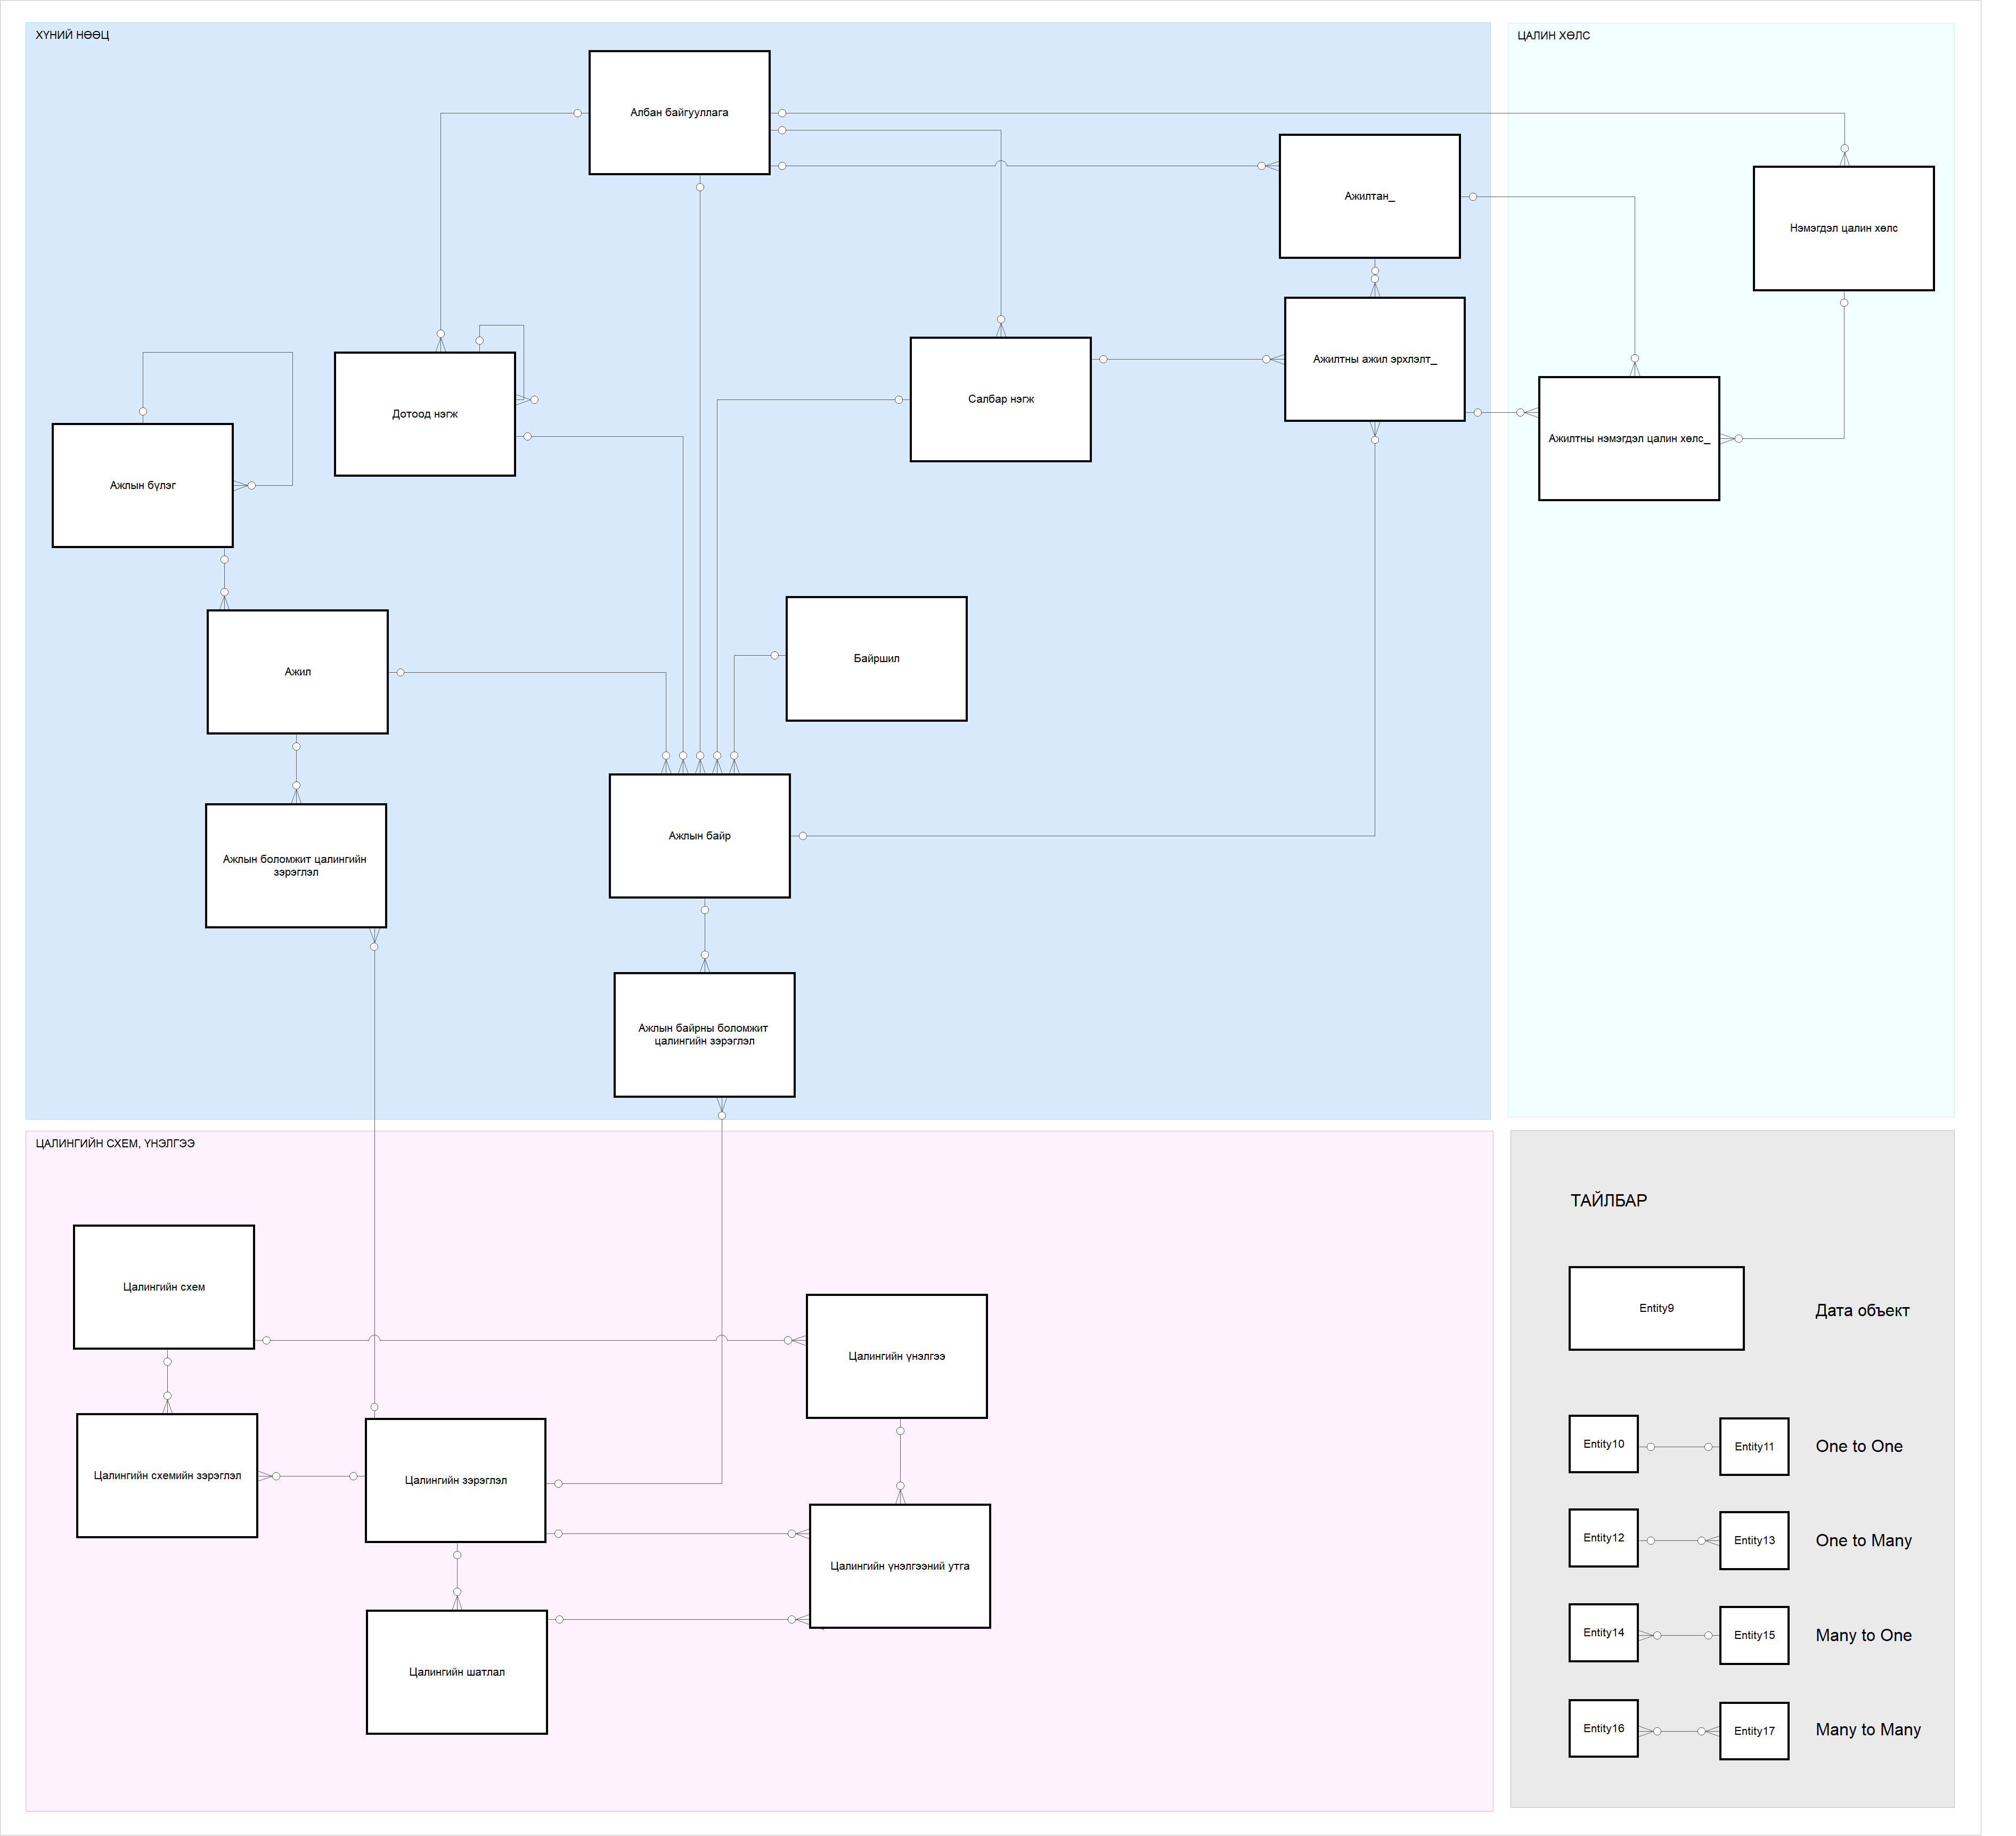 ХҮНИЙ НӨӨЦ
Албан байгууллага
Ажилтан_
Ажилтны ажил эрхлэлт_
Салбар нэгж
Дотоод нэгж
Ажлын бүлэг
Ажил
Байршил
Ажлын байр
Ажлын боломжит цалингийн
зэрэглэл
Ажлын байрны боломжит
цалингийн зэрэглэл
ЦАЛИН ХӨЛС
Нэмэгдэл цалин хөлс
Ажилтны нэмэгдэл цалин хөлс_
ЦАЛИНГИЙН СХЕМ, ҮНЭЛГЭЭ
Цалингийн схем
Цалингийн үнэлгээ
Цалингийн схемийн зэрэглэл
Цалингийн зэрэглэл
Цалингийн үнэлгээний утга
Цалингийн шатлал
ТАЙЛБАР
Entity9
Дата объект
Entity10
Entity11
One to One
Entity12
Entity13
One to Many
Entity14
Entity15
Many to One
Entity16
Entity17
Many to Many